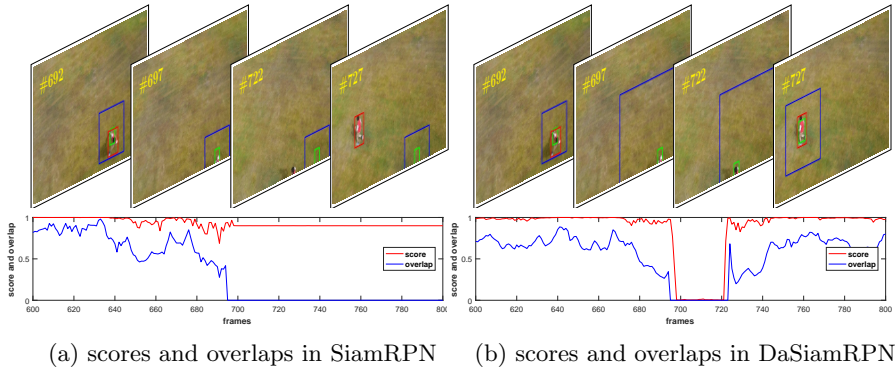 #692 #697 #722 #727 #692 #697 #722 #727
1
0.5
0
score and overlap
score
overlap
600 620 640 660 680 700 720 740 760 780 800
frames
1
0.5
0
score and overlap
score
overlap
600 620 640 660 680 700 720 740 760 780 800
frames
(a) scores and overlaps in SiamRPN (b) scores and overlaps in DaSiamRPN